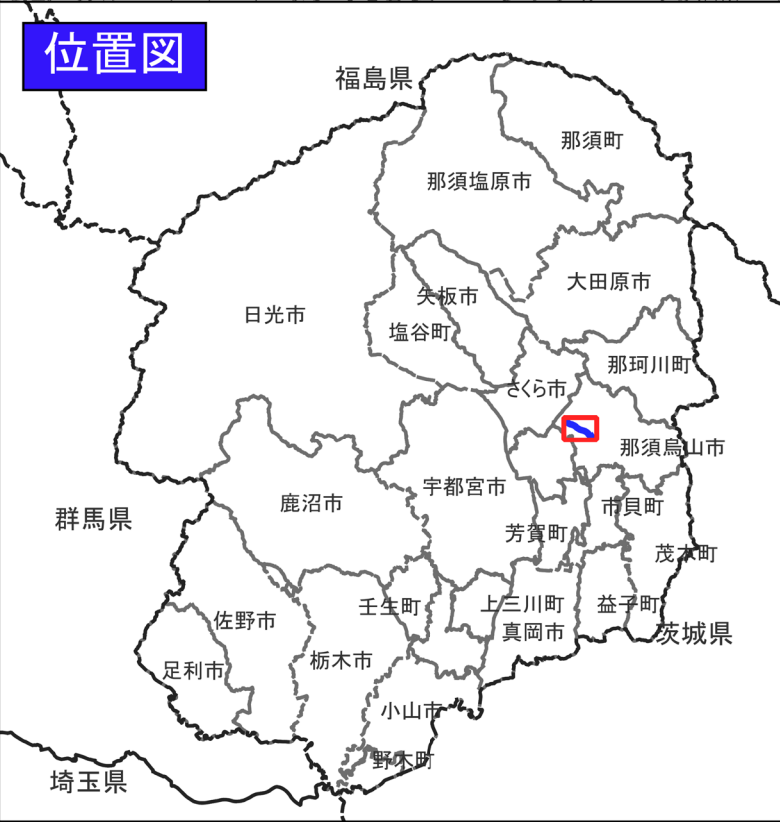 位置図
福島県
那須町
那須塩原市
大田原市
矢板市
日光市
塩谷町
那珂川町
さくら市
那須烏山市
宇都宮市
鹿沼市
市貝町
群馬県
芳賀町
茂木町
壬生町
上三川町
益子町
佐野市
真岡市
茨城県
栃木市
足利市
小山市
野木町
埼玉県